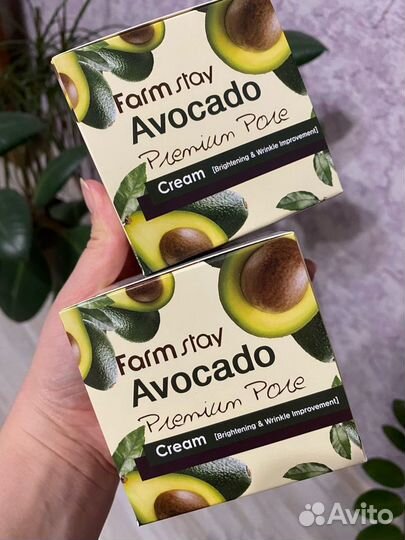 Farm stay
Avocado
Premium Pore
Cream [Brightening & Wrinkle Improvement]
Farm stay
Avocado
Premium Pore
Cream [Brightening & Wrinkle Improvement]
Avito